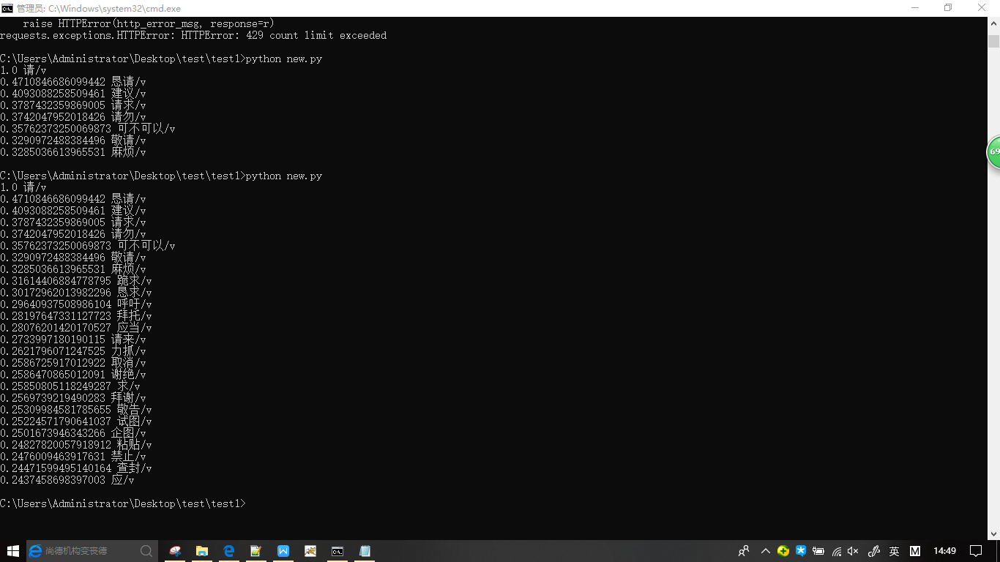 管理员: C:\Windows\system32\cmd.exe
raise HTTPError(http_error_msg, response=r)
requests.exceptions.HTTPError: HTTPError: 429 count limit exceeded
C:\Users\Administrator\Desktop\test\test1>python new.py
1.0 请/v
0.4710846686099442 恳请/v
0.4093088258509461 建议/v
0.3787432359869005 请求/v
0.3742047952018426 请勿/v
0.35762373250069873 可不可以/v
0.3290972488384496 敬请/v
0.3285036613965531 麻烦/v
C:\Users\Administrator\Desktop\test\test1>python new.py
1.0 请/v
0.4710846686099442 恳请/v
0.4093088258509461 建议/v
0.3787432359869005 请求/v
0.3742047952018426 请勿/v
0.35762373250069873 可不可以/v
0.3290972488384496 敬请/v
0.3285036613965531 麻烦/v
0.31614406884778795 跪求/v
0.30172962013982296 恳求/v
0.29640937508986104 呼吁/v
0.28197647331127723 拜托/v
0.28076201420170527 应当/v
0.2733997180190115 请来/v
0.2621796071247525 力抓/v
0.2586725917012922 取消/v
0.2586470865012091 谢绝/v
0.25850805118249287 求/v
0.2569739219490283 拜谢/v
0.25309984581785655 敬告/v
0.25224571790641037 试图/v
0.2501673946343266 企图/v
0.24827820057918912 粘贴/v
0.2476009463917631 禁止/v
0.24471599495140164 查封/v
0.2437458698397003 应/v
C:\Users\Administrator\Desktop\test\test1>
69
尚德机构变丧德
英
M
14:49